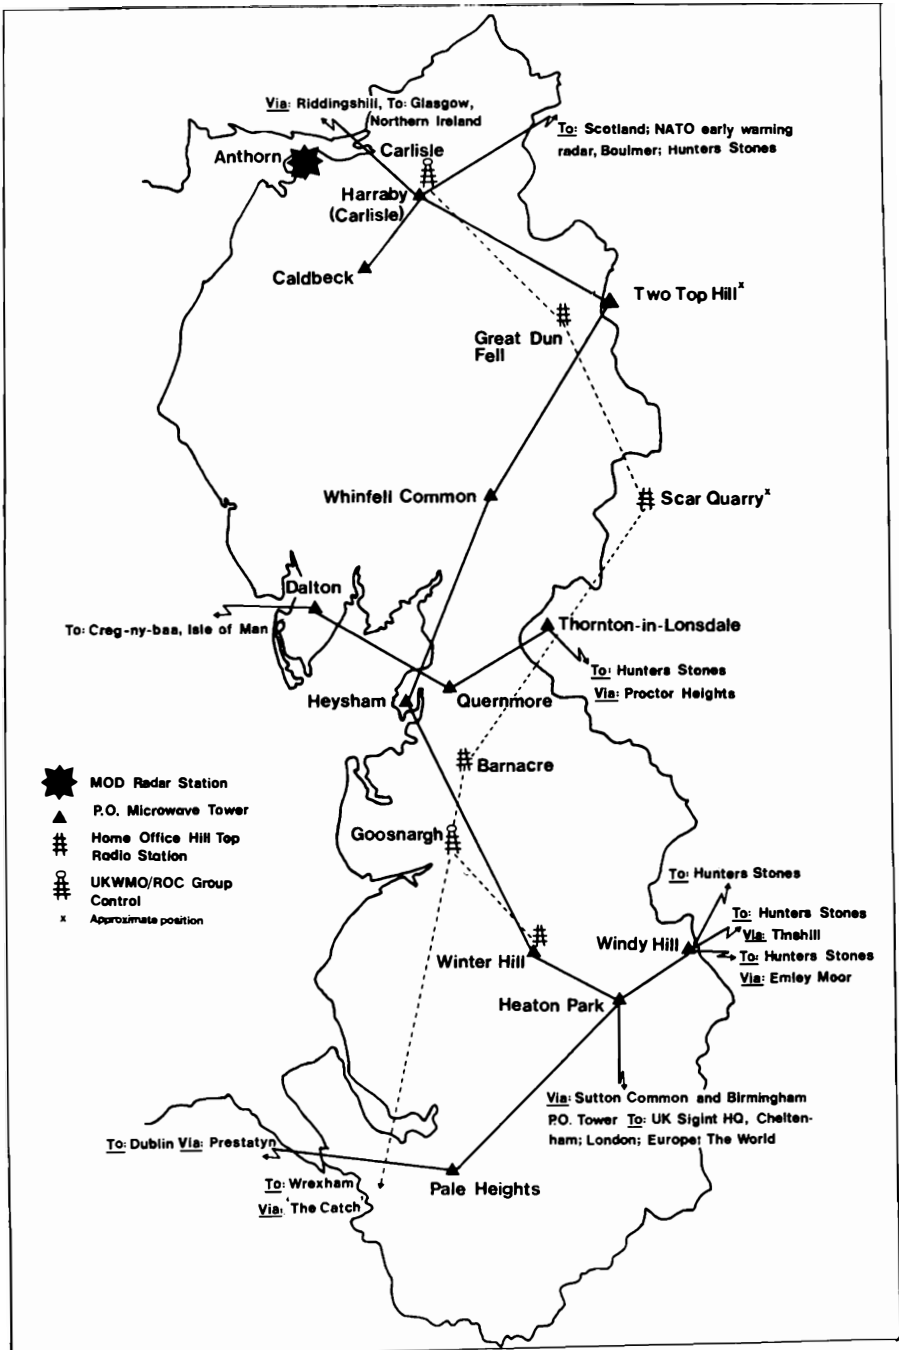 Via: Riddingshill, To: Glasgow,
Northern Ireland
To: Scotland; NATO early warning
radar, Boulmer; Hunters Stones
Anthorn
Carlisle
Harraby
(Carlisle)
Caldbeck
Two Top Hill x
Great Dun
Fell
Whinfell Common
Scar Quarry x
Dalton
To: Creg-ny-baa, Isle of Man
Thornton-in-Lonsdale
To: Hunters Stones
Via: Proctor Heights
Heysham
Quernmore
Barnacre
MOD Radar Station
P.O. Microwave Tower
Home Office Hill Top
Radio Station
UKWMO/ROC Group
Control
x Approximate position
Goosnargh
To: Hunters Stones
To: Hunters Stones
Via: Tinshill
To: Hunters Stones
Via: Emley Moor
Windy Hill
Winter Hill
Heaton Park
Via: Sutton Common and Birmingham
P.O. Tower To: UK Sigint HQ, Chelten-
ham; London; Europe; The World
To: Dublin Via: Prestatyn
To: Wrexham
Via: 'The Catch'
Pale Heights